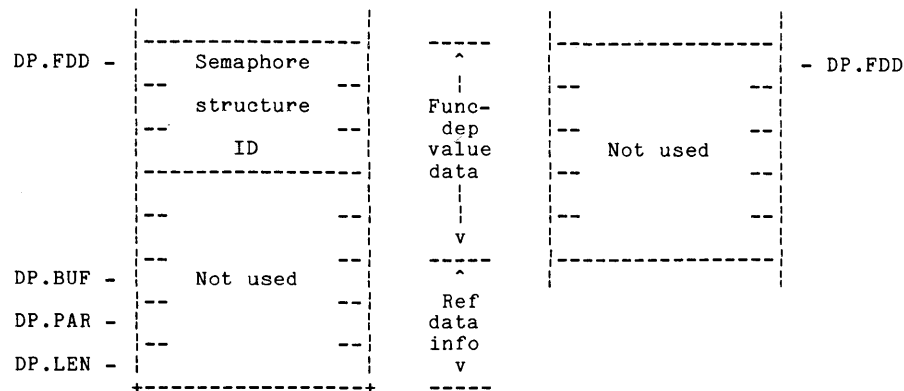 DP.FDD - Semaphore - DP.FDD
structure Func-
dep
ID value Not used
data
v
DP.BUF - Not used ^
Ref
DP.PAR - data
info
DP.LEN - v